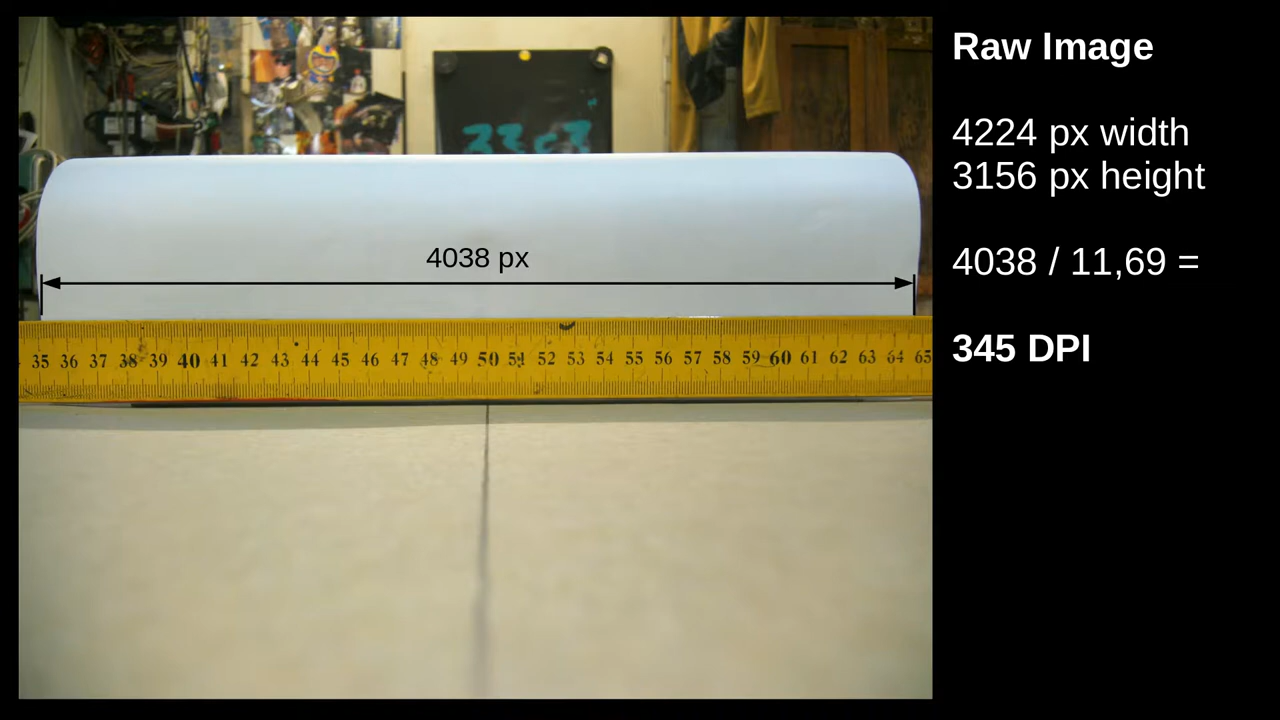 Raw Image
4224 px width
3156 px height
4038 / 11,69 =
345 DPI
4038 px
35 36 37 38 39 40 41 42 43 44 45 46 47 48 49 50 51 52 53 54 55 56 57 58 59 60 61 62 63 64 65